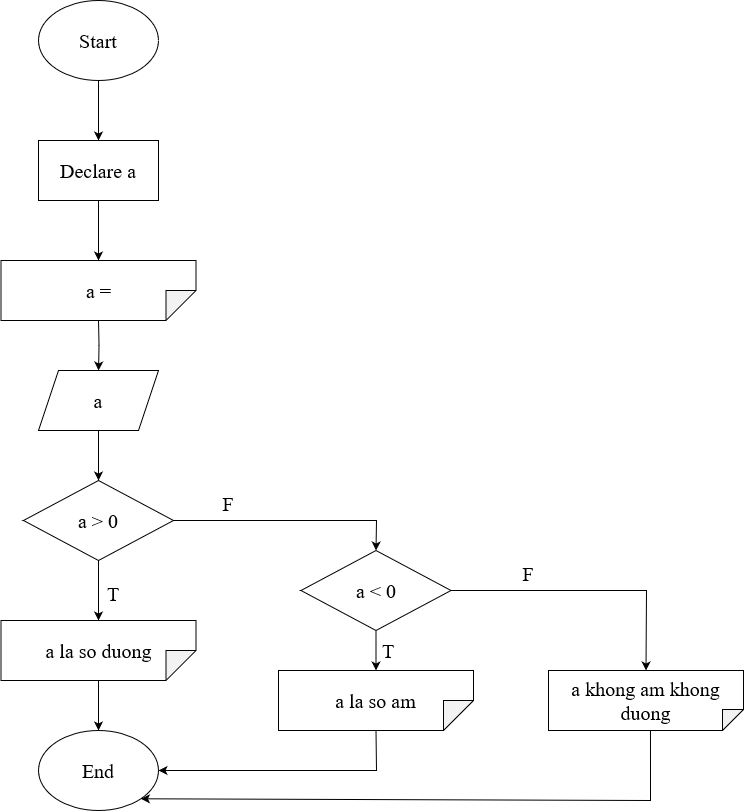 Start
Declare a
a =
a
a > 0
F
T
a < 0
F
T
a la so duong
a la so am
a khong am khong
duong
End